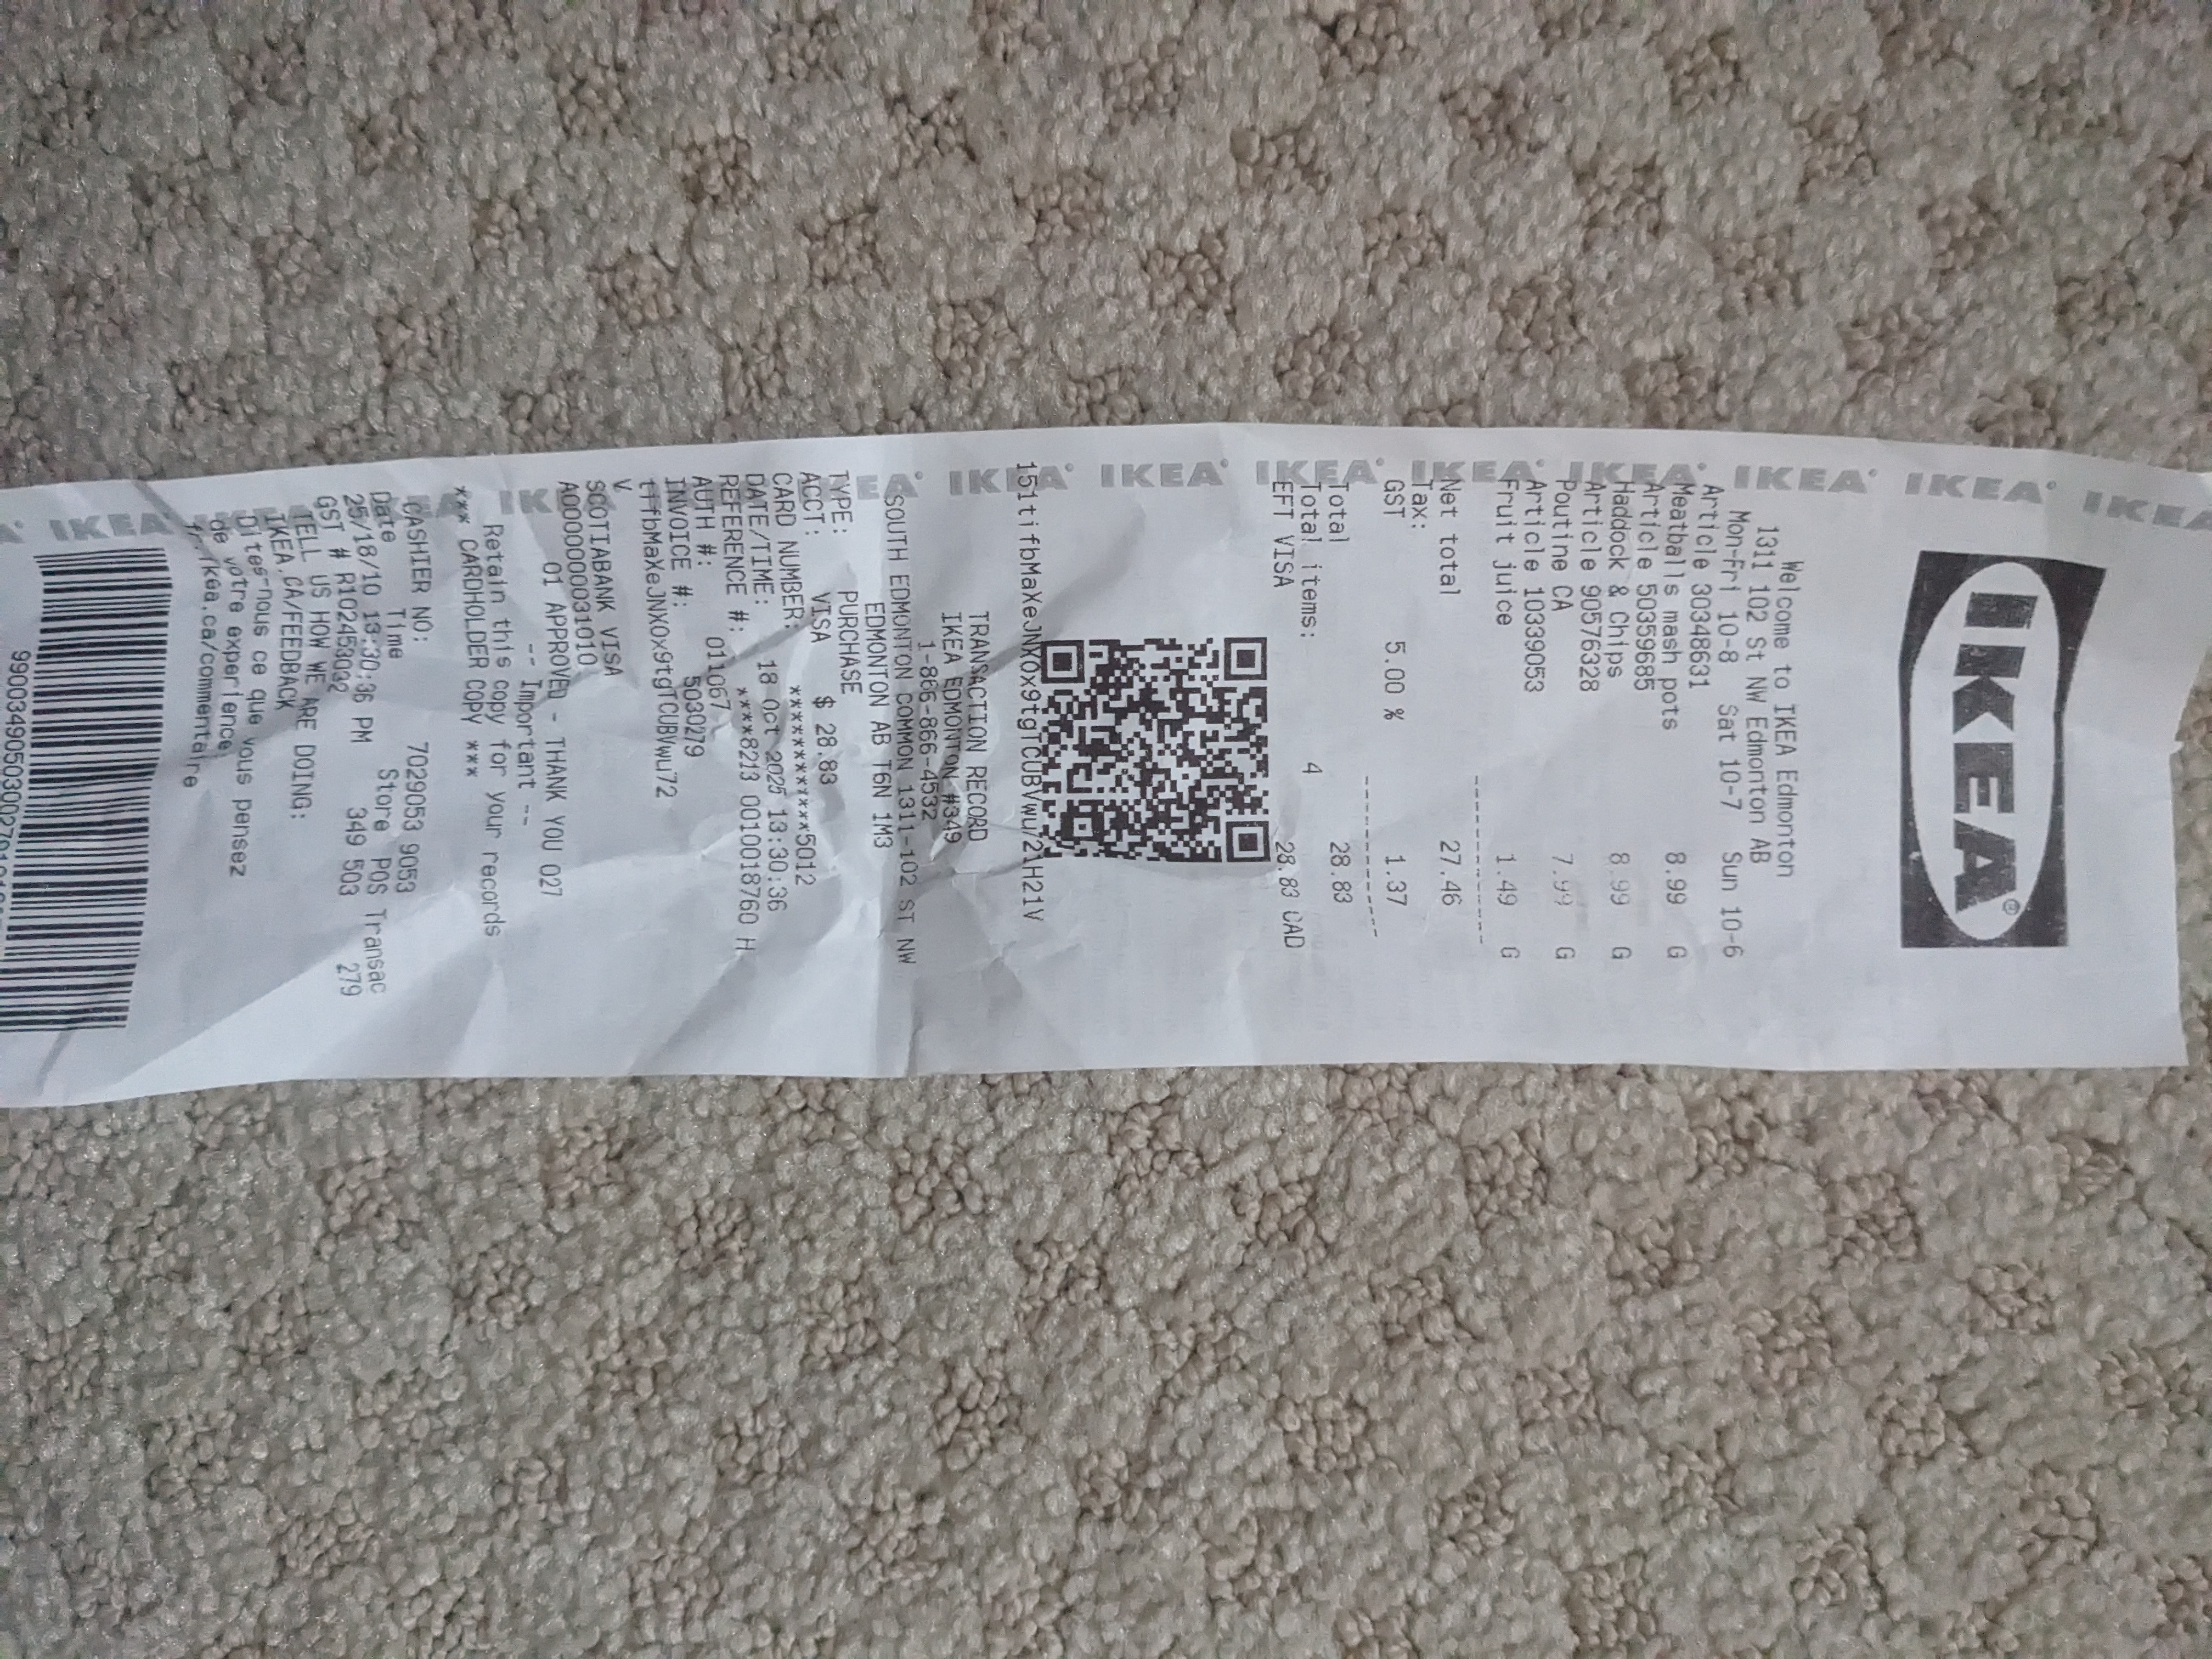 IKEA®
Welcome to IKEA Edmonton
1311 102 St NW Edmonton AB
Mon-Fri 10-8 Sat 10-7 Sun 10-6
Article 30348631
Meatballs mash pots 8.99 G
Article 50359685
Haddock & Chips 8.99 G
Article 90576328
Poutine CA 7.99 G
Article 10339053
Fruit juice 1.49 G
Net total 27.46
Tax:
GST 5.00 % 1.37
Total 28.83
Total items: 4
EFT VISA 28.83 CAD
TRANSACTION RECORD
IKEA EDMONTON #349
1-866-866-4532
SOUTH EDMONTON COMMON 1311-102 ST NW
EDMONTON AB T6N 1M3
TYPE: PURCHASE
ACCT: VISA $ 28.83
CARD NUMBER: ************5012
DATE/TIME: 18 Oct 2025 13:30:36
REFERENCE #: ****8213 0010018760 H
AUTH #: 011067
INVOICE #: 5030279
V
SCOTIABANK VISA
A0000000031010
01 APPROVED - THANK YOU 027
-- Important --
Retain this copy for your records
*** CARDHOLDER COPY ***
CASHIER NO: 7029053 9053
Date Time Store POS Transac
25/18/10 13:30:36 PM 349 503 279
GST # R102453032
TELL US HOW WE ARE DOING:
IKEA.CA/FEEDBACK
Dites-nous ce que vous pensez
de votre experience:
IKEA IKEA IKEA IKEA IKEA IKEA IKEA IKEA IKEA